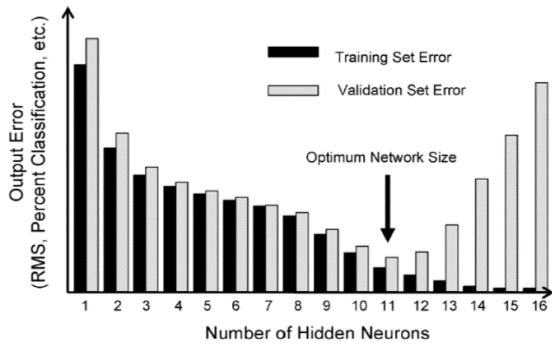 Output Error
(RMS, Percent Classification, etc.)
Training Set Error
Validation Set Error
Optimum Network Size
1 2 3 4 5 6 7 8 9 10 11 12 13 14 15 16
Number of Hidden Neurons